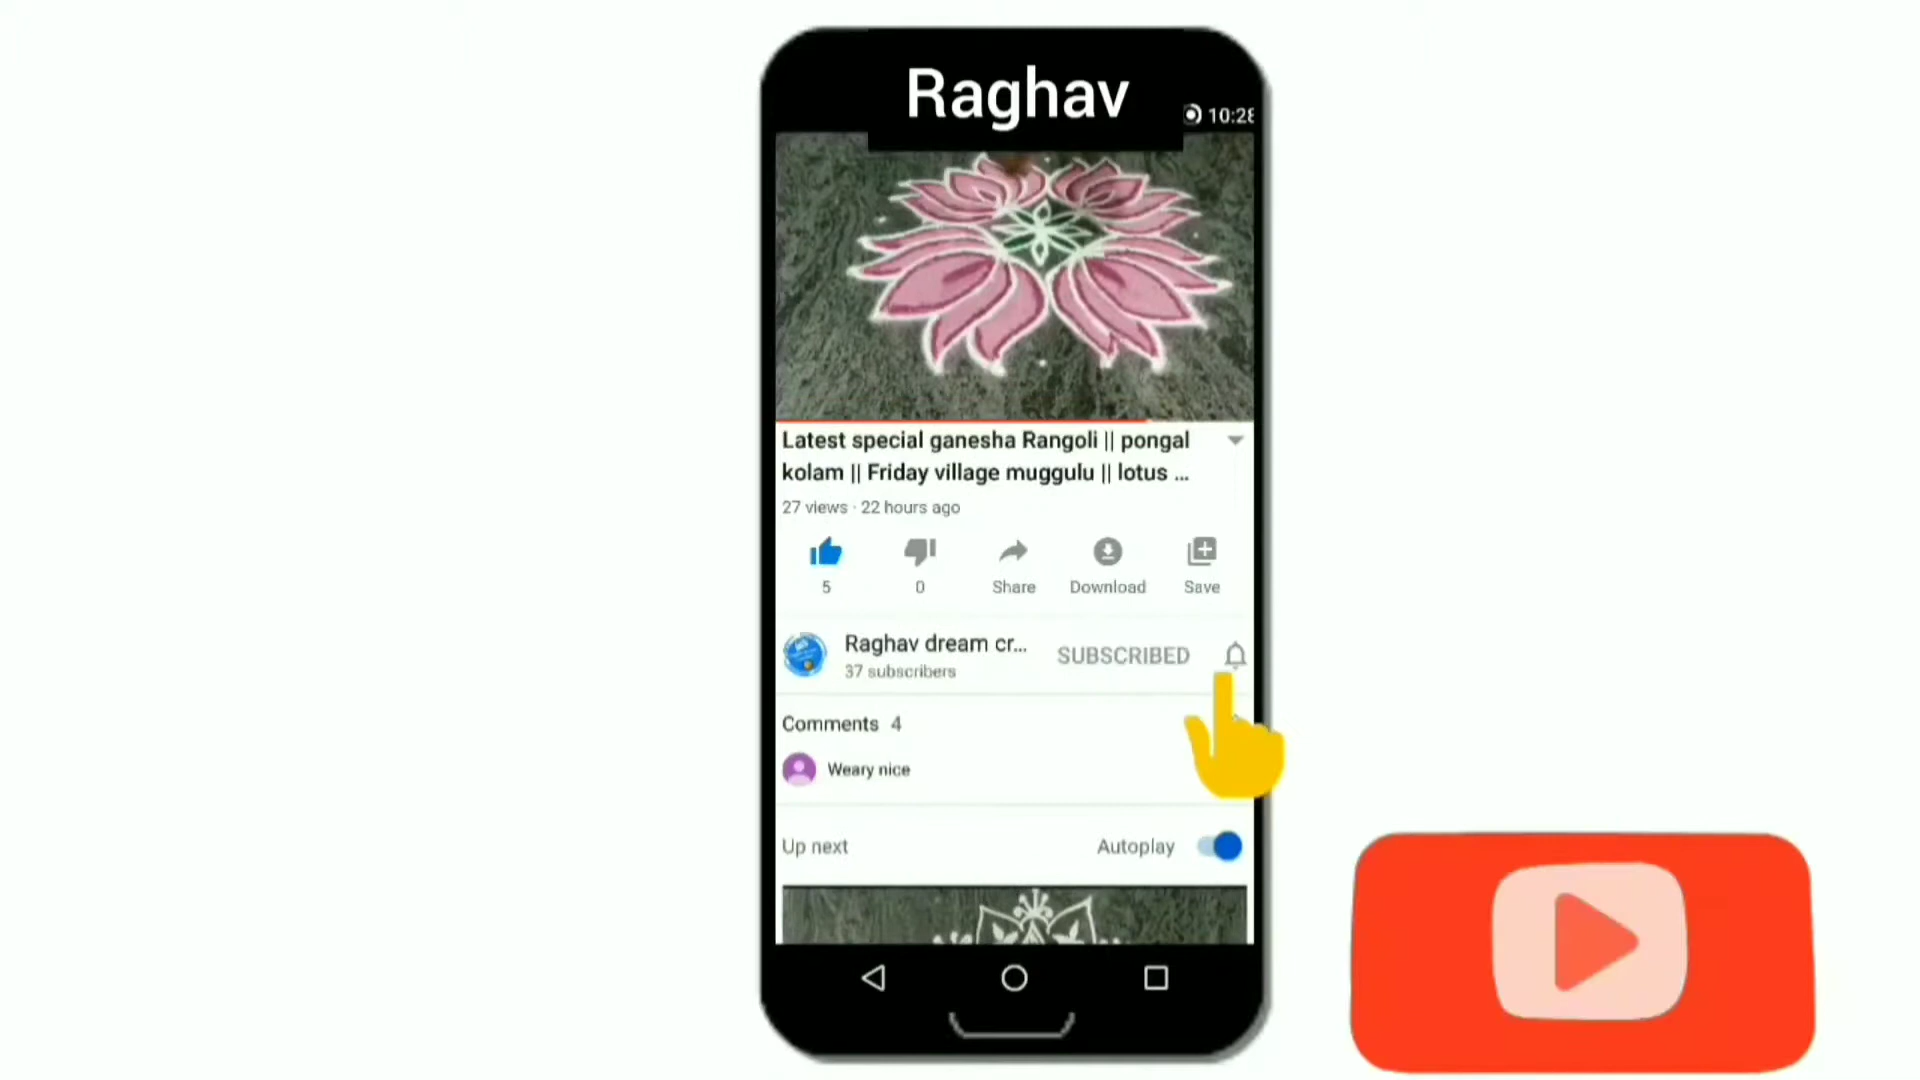 Raghav
10:28
Latest special ganesha Rangoli || pongal
kolam || Friday village muggulu || lotus ...
27 views · 22 hours ago
5
0
Share
Download
Save
Raghav dream cr...
37 subscribers
SUBSCRIBED
Comments 4
Weary nice
Up next
Autoplay